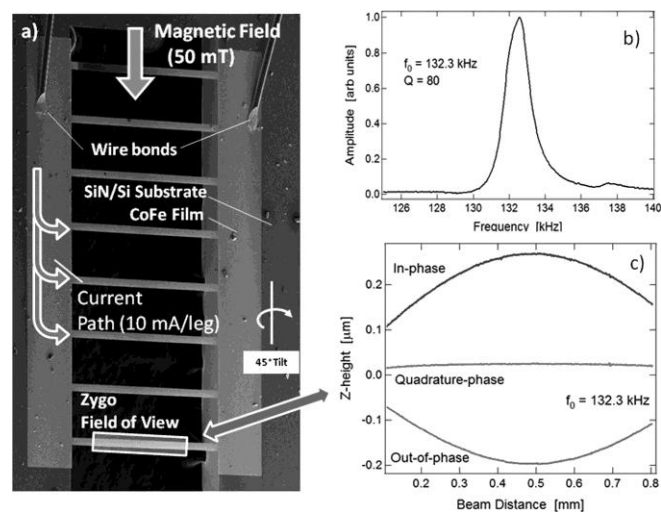 a)
Magnetic Field
(50 mT)
Wire bonds
SiN/Si Substrate
CoFe Film
Current
Path (10 mA/leg)
45°Tilt
Zygo
Field of View
b)
f₀ = 132.3 kHz
Q = 80
Amplitude [arb units]
1.0
0.8
0.6
0.4
0.2
0.0
126 128 130 132 134 136 138 140
Frequency [kHz]
c)
In-phase
Quadrature-phase
f₀ = 132.3 kHz
Out-of-phase
Z-height [μm]
0.2
0.1
0.0
-0.1
-0.2
0.2 0.3 0.4 0.5 0.6 0.7 0.8
Beam Distance [mm]